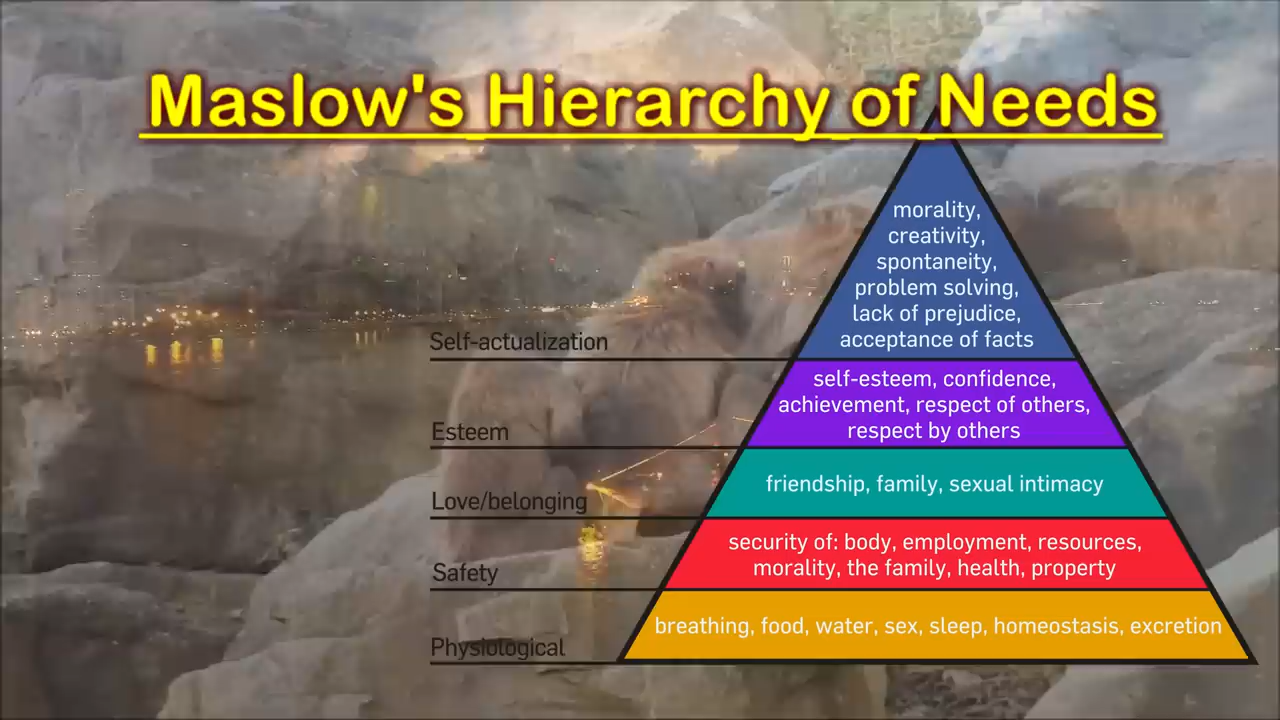 Maslow's Hierarchy of Needs
morality,
creativity,
spontaneity,
problem solving,
lack of prejudice,
acceptance of facts
Self-actualization
self-esteem, confidence,
achievement, respect of others,
respect by others
Esteem
friendship, family, sexual intimacy
Love/belonging
security of: body, employment, resources,
morality, the family, health, property
Safety
breathing, food, water, sex, sleep, homeostasis, excretion
Physiological